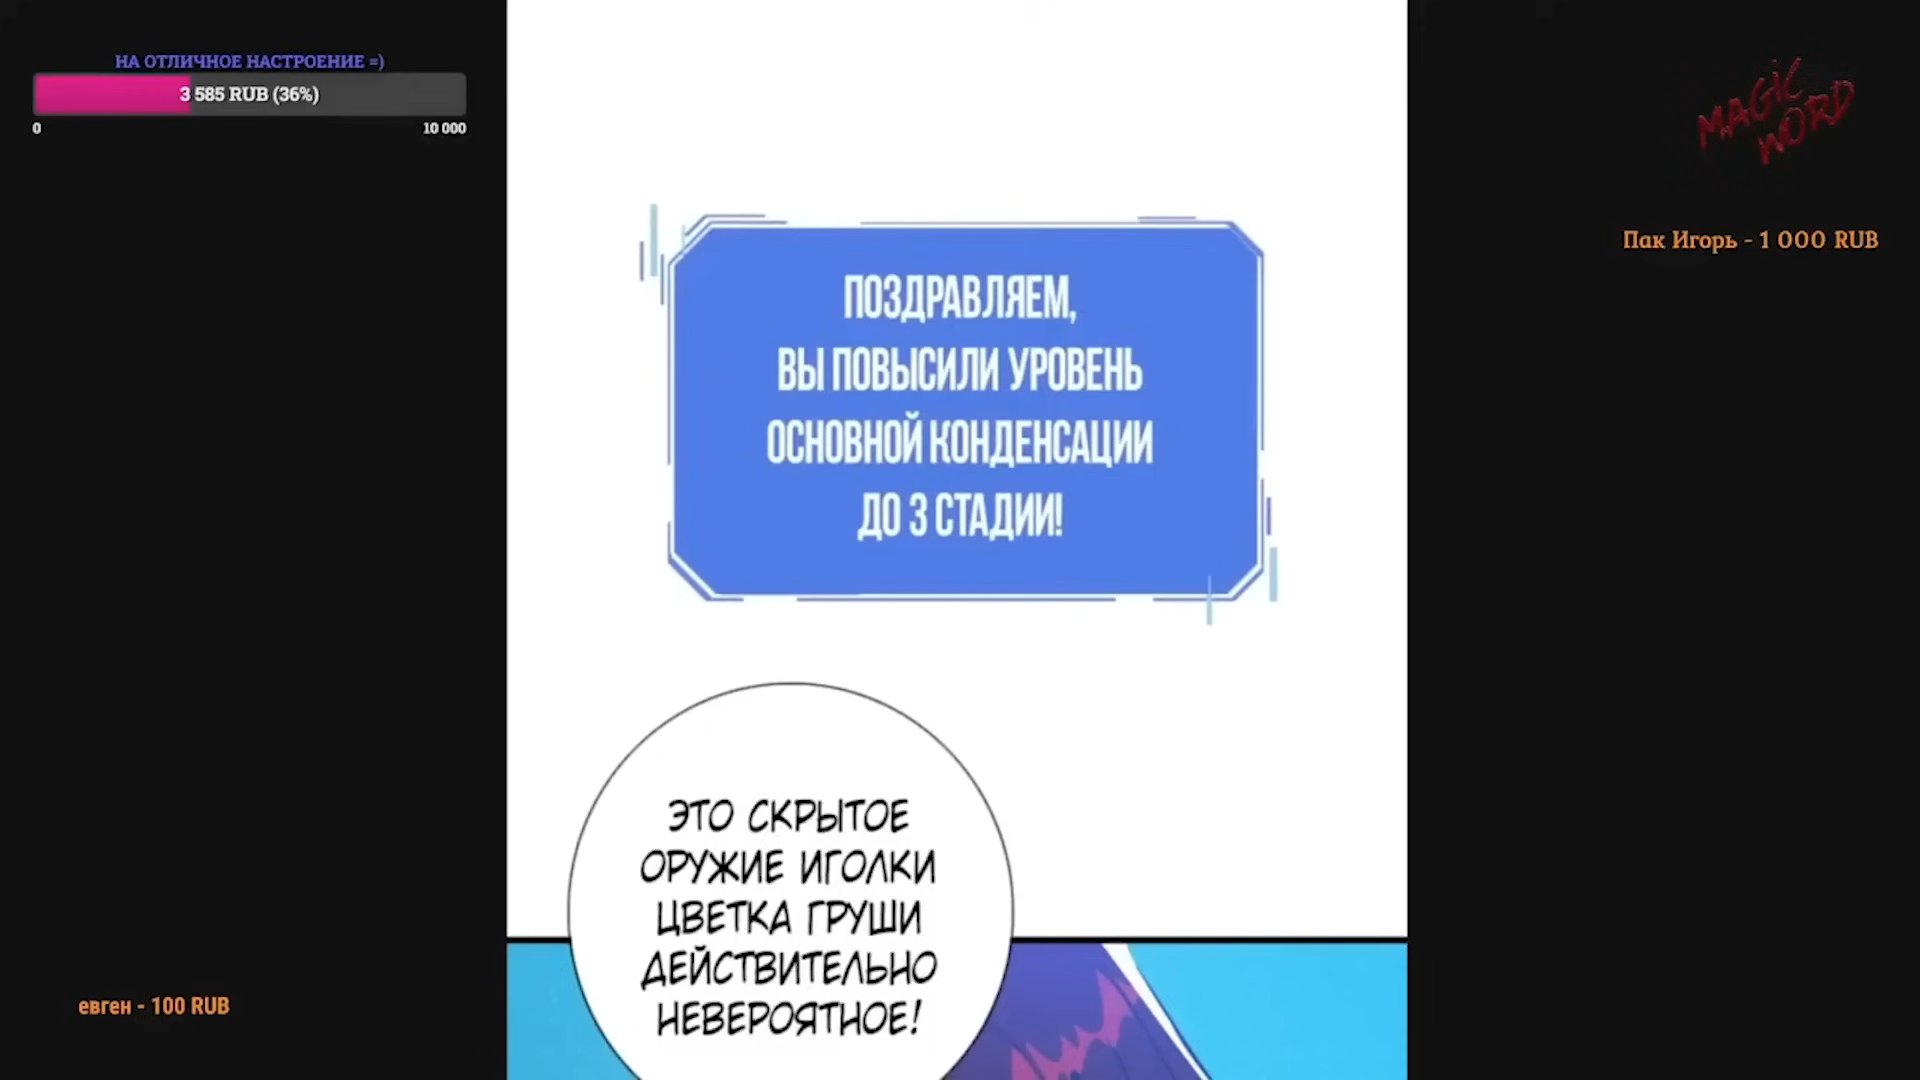 НА ОТЛИЧНОЕ НАСТРОЕНИЕ =)
3 585 RUB (36%)
0
10 000
MAGIC
WORD
Пак Игорь - 1 000 RUB
ПОЗДРАВЛЯЕМ,
ВЫ ПОВЫСИЛИ УРОВЕНЬ
ОСНОВНОЙ КОНДЕНСАЦИИ
ДО 3 СТАДИИ!
ЭТО СКРЫТОЕ
ОРУЖИЕ ИГОЛКИ
ЦВЕТКА ГРУШИ
ДЕЙСТВИТЕЛЬНО
НЕВЕРОЯТНОЕ!
евген - 100 RUB